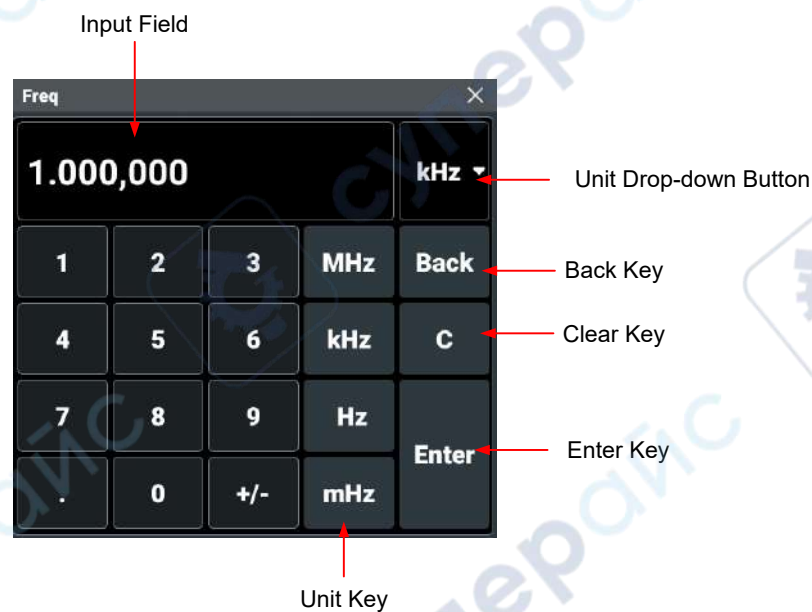 Input Field
Freq
1.000,000 kHz
Unit Drop-down Button
1 2 3 MHz Back
Back Key
4 5 6 kHz C
Clear Key
7 8 9 Hz
Enter
Enter Key
. 0 +/- mHz
Unit Key